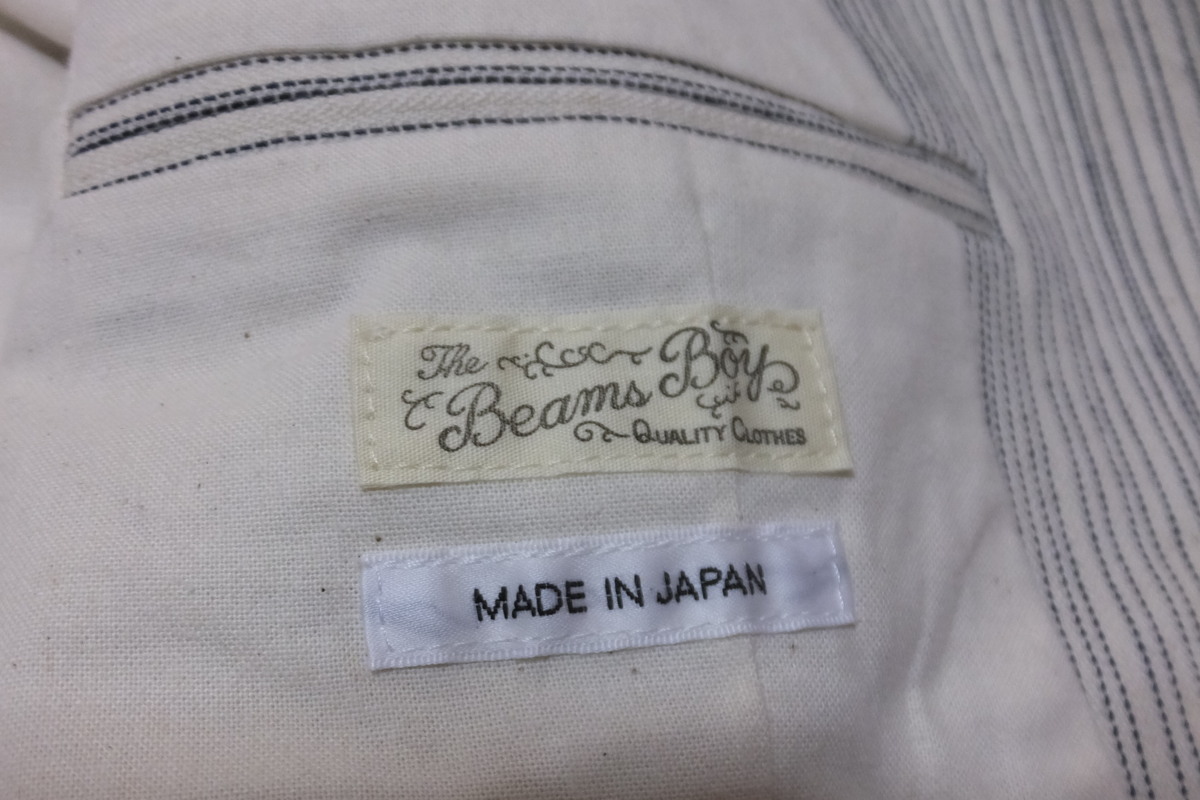 The
Beams Boy
QUALITY CLOTHES
MADE IN JAPAN